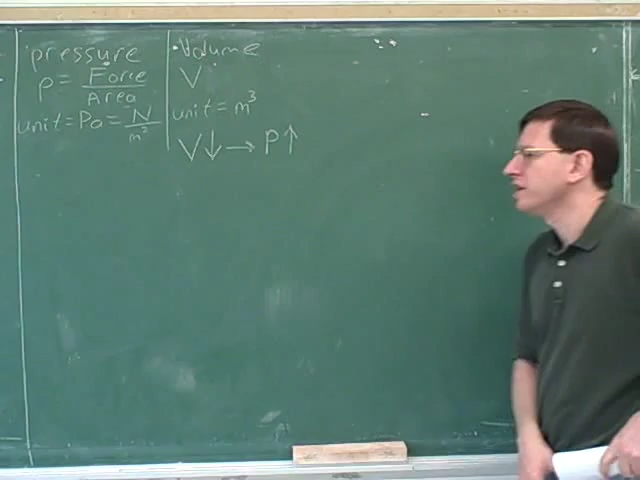 pressure
P = Force / Area
unit = Pa = N / m²
Volume
V
unit = m³
V↓ → P↑